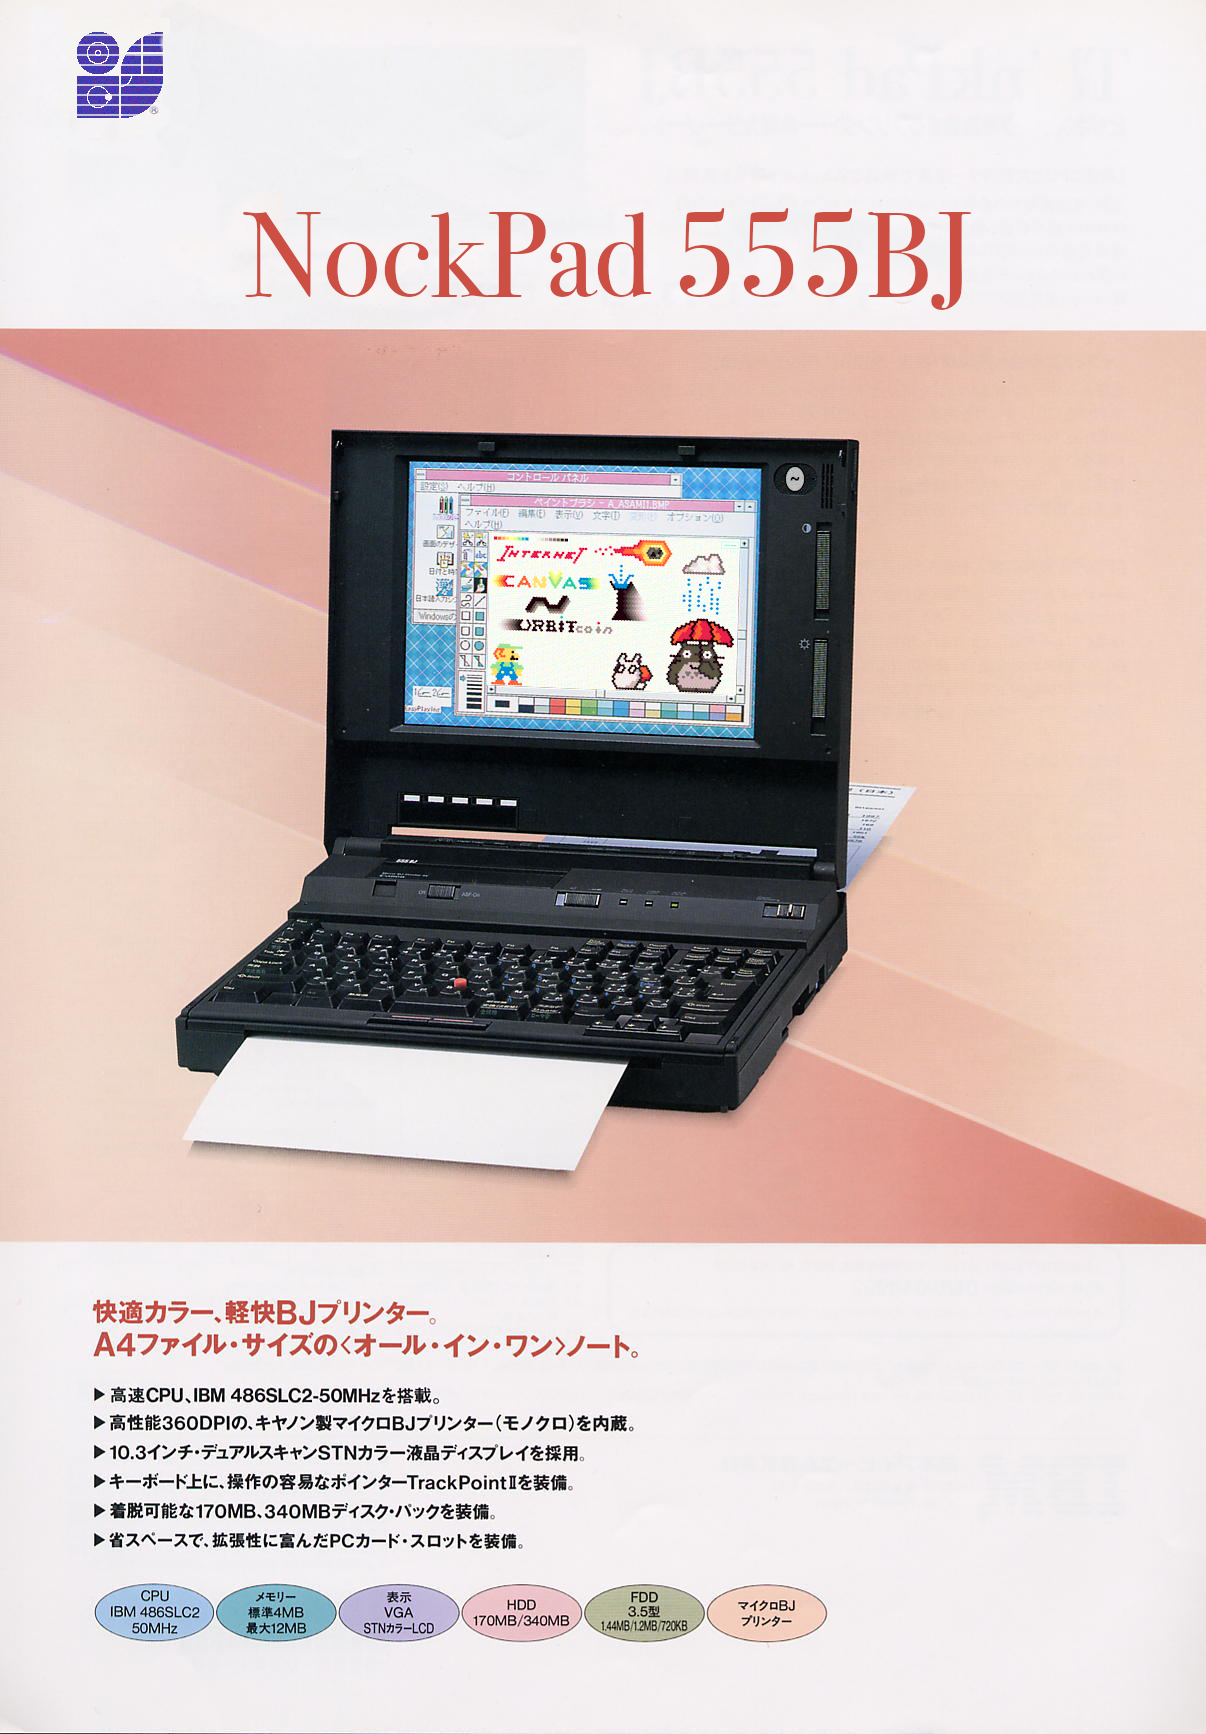 ®
NockPad 555BJ
コントロール パネル
設定(S) ヘルプ(H)
ペイントブラシ - A_ASAMI1.BMP
ファイル(F) 編集(E) 表示(V) 文字(T) オプション(O)
ヘルプ(H)
abc
INTERNET
CANVAS
ORBITcoin
555BJ
快適カラー、軽快BJプリンター。
A4ファイル・サイズの〈オール・イン・ワン〉ノート。
▶高速CPU、IBM 486SLC2-50MHzを搭載。
▶高性能360DPIの、キヤノン製マイクロBJプリンター(モノクロ)を内蔵。
▶10.3インチ・デュアルスキャンSTNカラー液晶ディスプレイを採用。
▶キーボード上に、操作の容易なポインターTrackPointⅡを装備。
▶着脱可能な170MB、340MBディスク・パックを装備。
▶省スペースで、拡張性に富んだPCカード・スロットを装備。
CPU
IBM 486SLC2
50MHz
メモリー
標準4MB
最大12MB
表示
VGA
STNカラーLCD
HDD
170MB/340MB
FDD
3.5型
1.44MB/1.2MB/720KB
マイクロBJ
プリンター